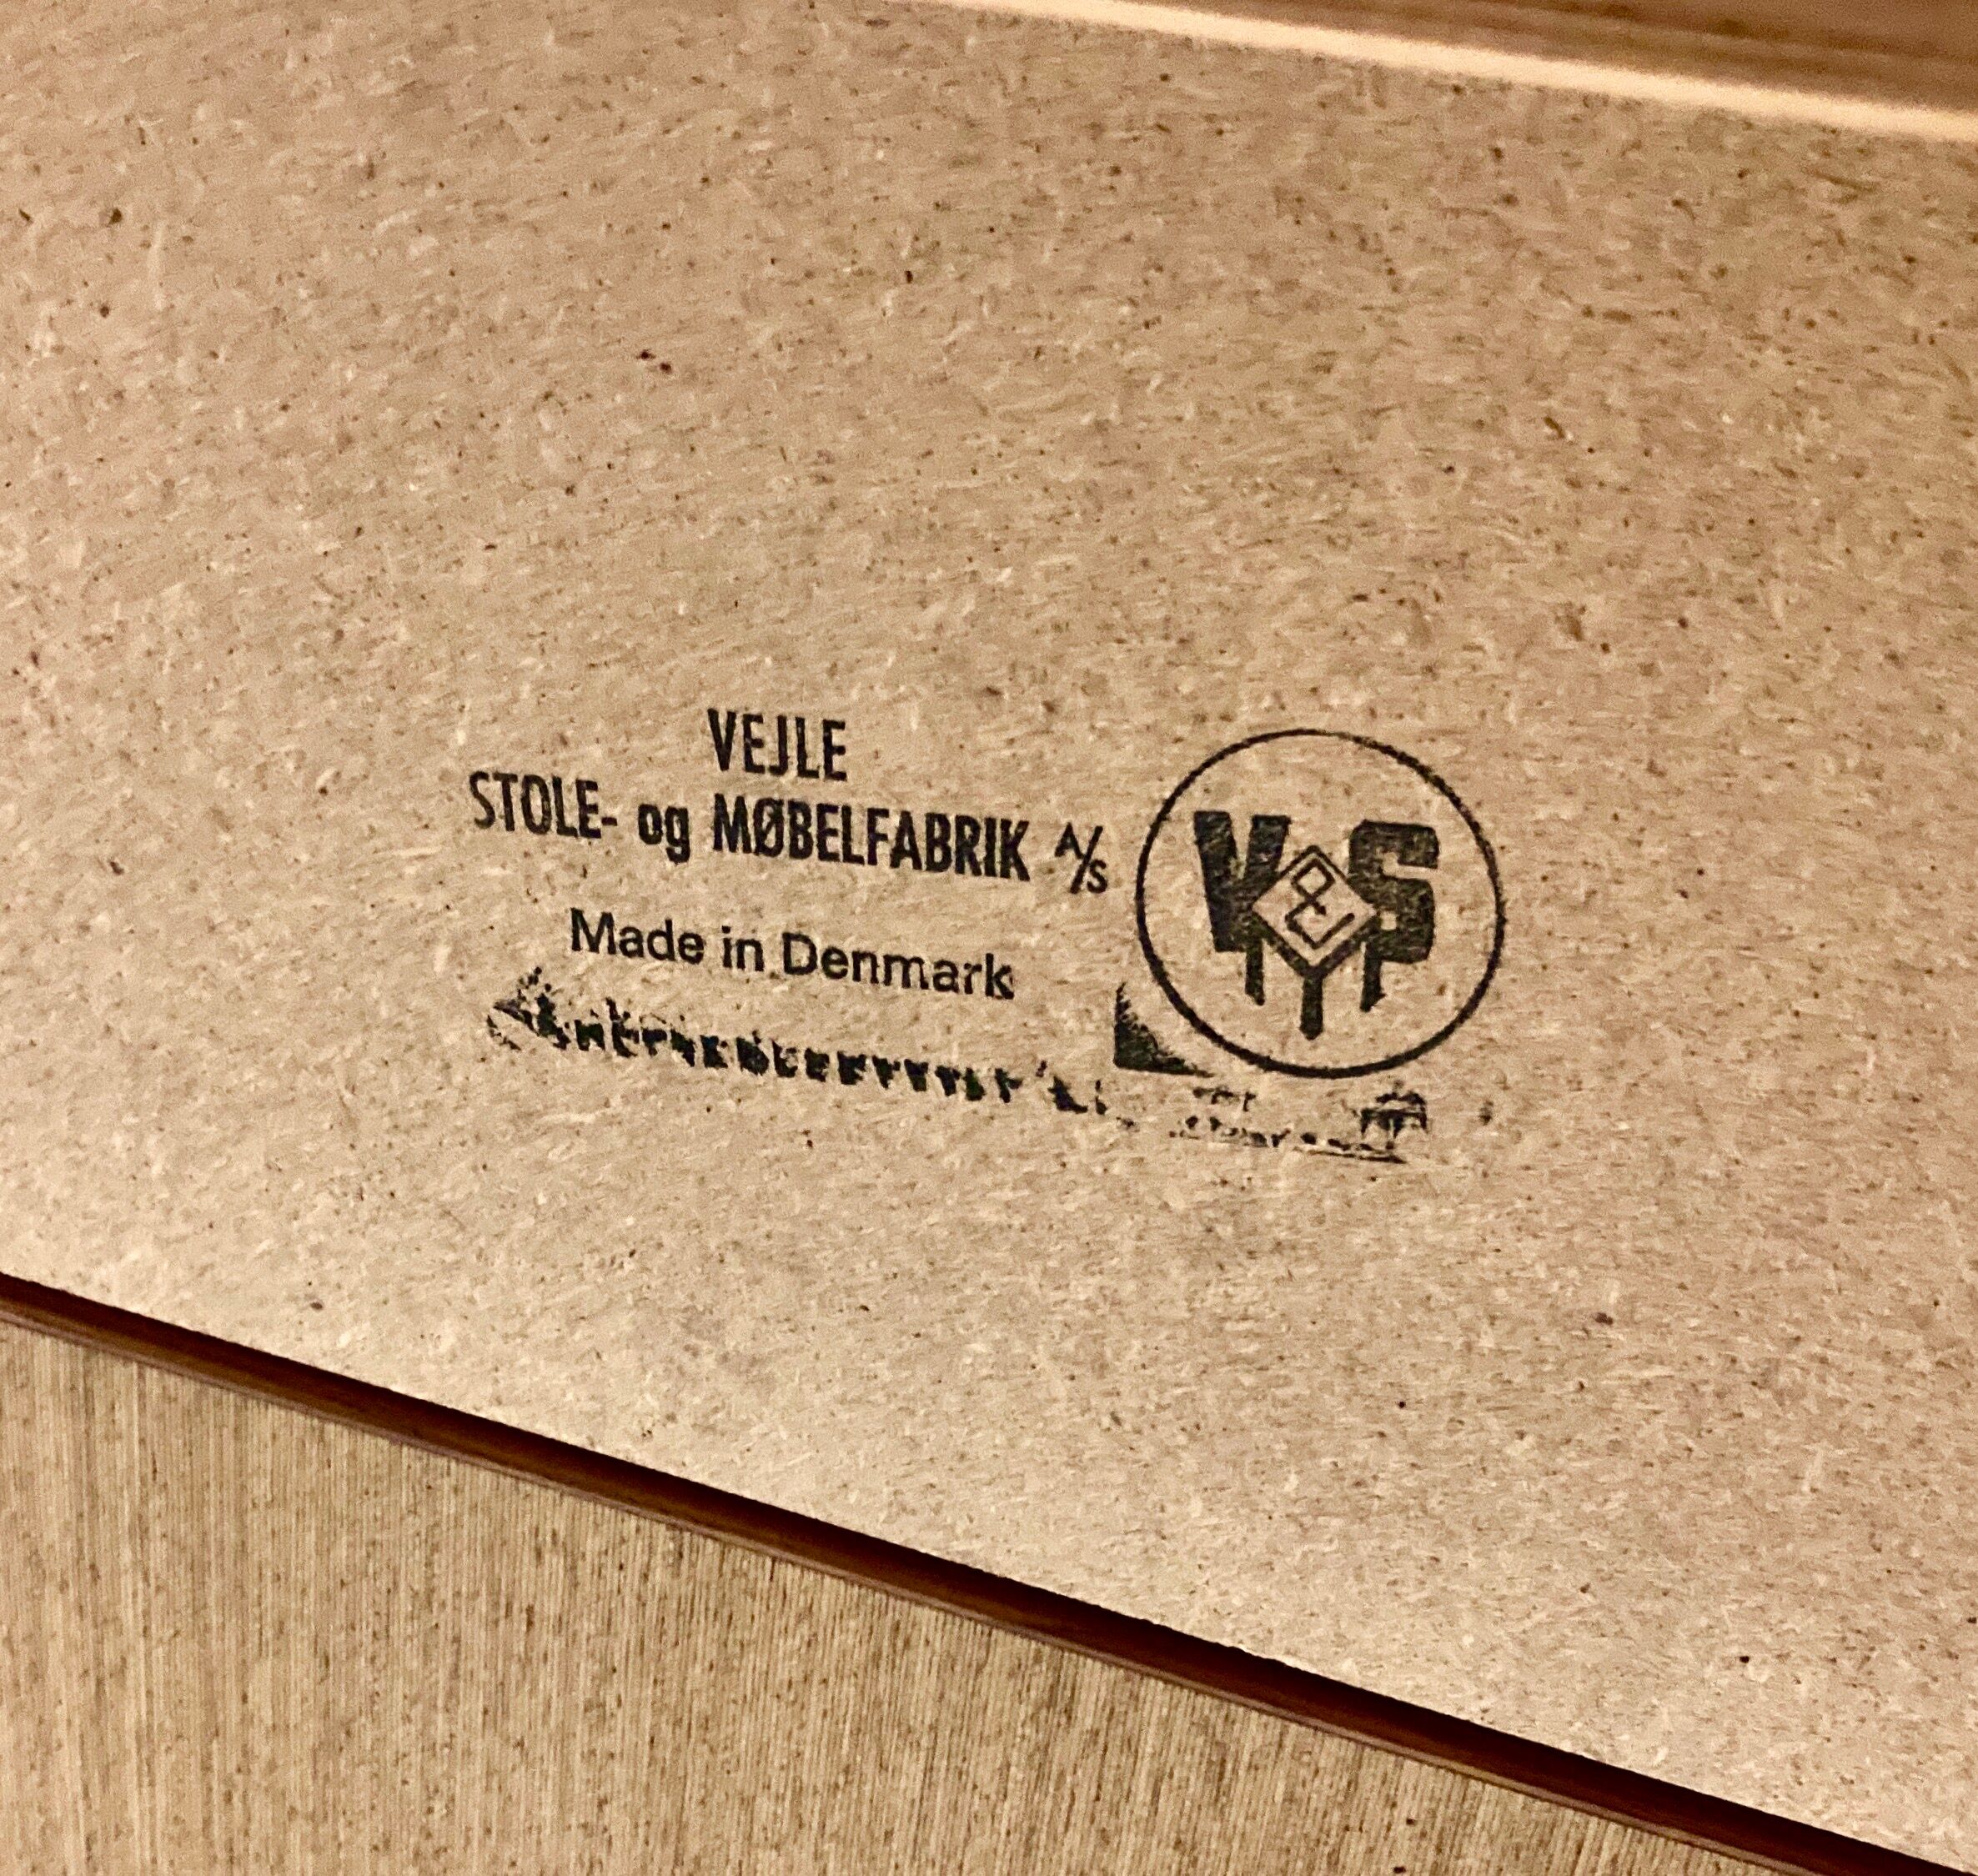 VEJLE
STOLE- og MØBELFABRIK A/S
Made in Denmark
V & S